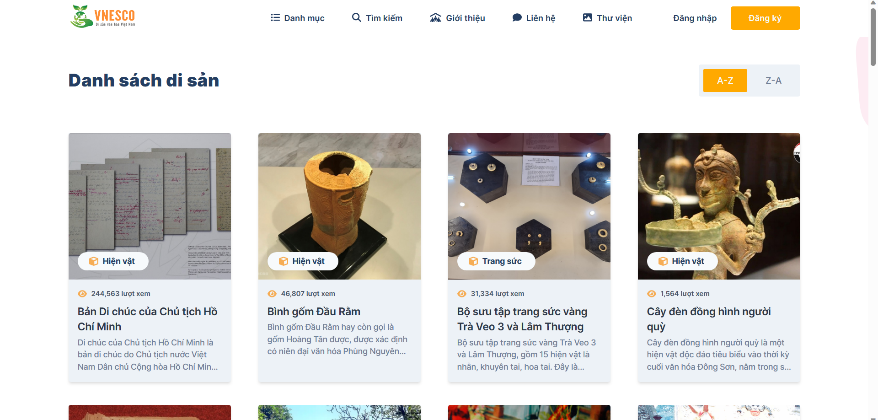 VNESCO
Danh mục
Tìm kiếm
Giới thiệu
Liên hệ
Thư viện
Đăng nhập
Đăng ký
Danh sách di sản
A-Z
Z-A
Hiện vật
Hiện vật
Trang sức
Hiện vật
244,563 lượt xem
Bản Di chúc của Chủ tịch Hồ
Chí Minh
Di chúc của Chủ tịch Hồ Chí Minh là
bản di chúc do Chủ tịch nước Việt
Nam Dân chủ Cộng hòa Hồ Chí Min...
46,807 lượt xem
Bình gốm Đầu Rằm
Bình gốm Đầu Rằm hay còn gọi là
gốm Hoàng Tân được, được xác định
có niên đại văn hóa Phùng Nguyên...
31,334 lượt xem
Bộ sưu tập trang sức vàng
Trà Veo 3 và Lâm Thượng
Bộ sưu tập trang sức vàng Trà Veo 3
và Lâm Thượng, gồm 15 hiện vật là
nhân, khuyên tai, hoa tai. Đây là...
1,564 lượt xem
Cây đèn đồng hình người
quỳ
Cây đèn đồng hình người quỳ là một
hiện vật độc đáo tiêu biểu vào thời kỳ
cuối văn hóa Đông Sơn, nằm trong s...